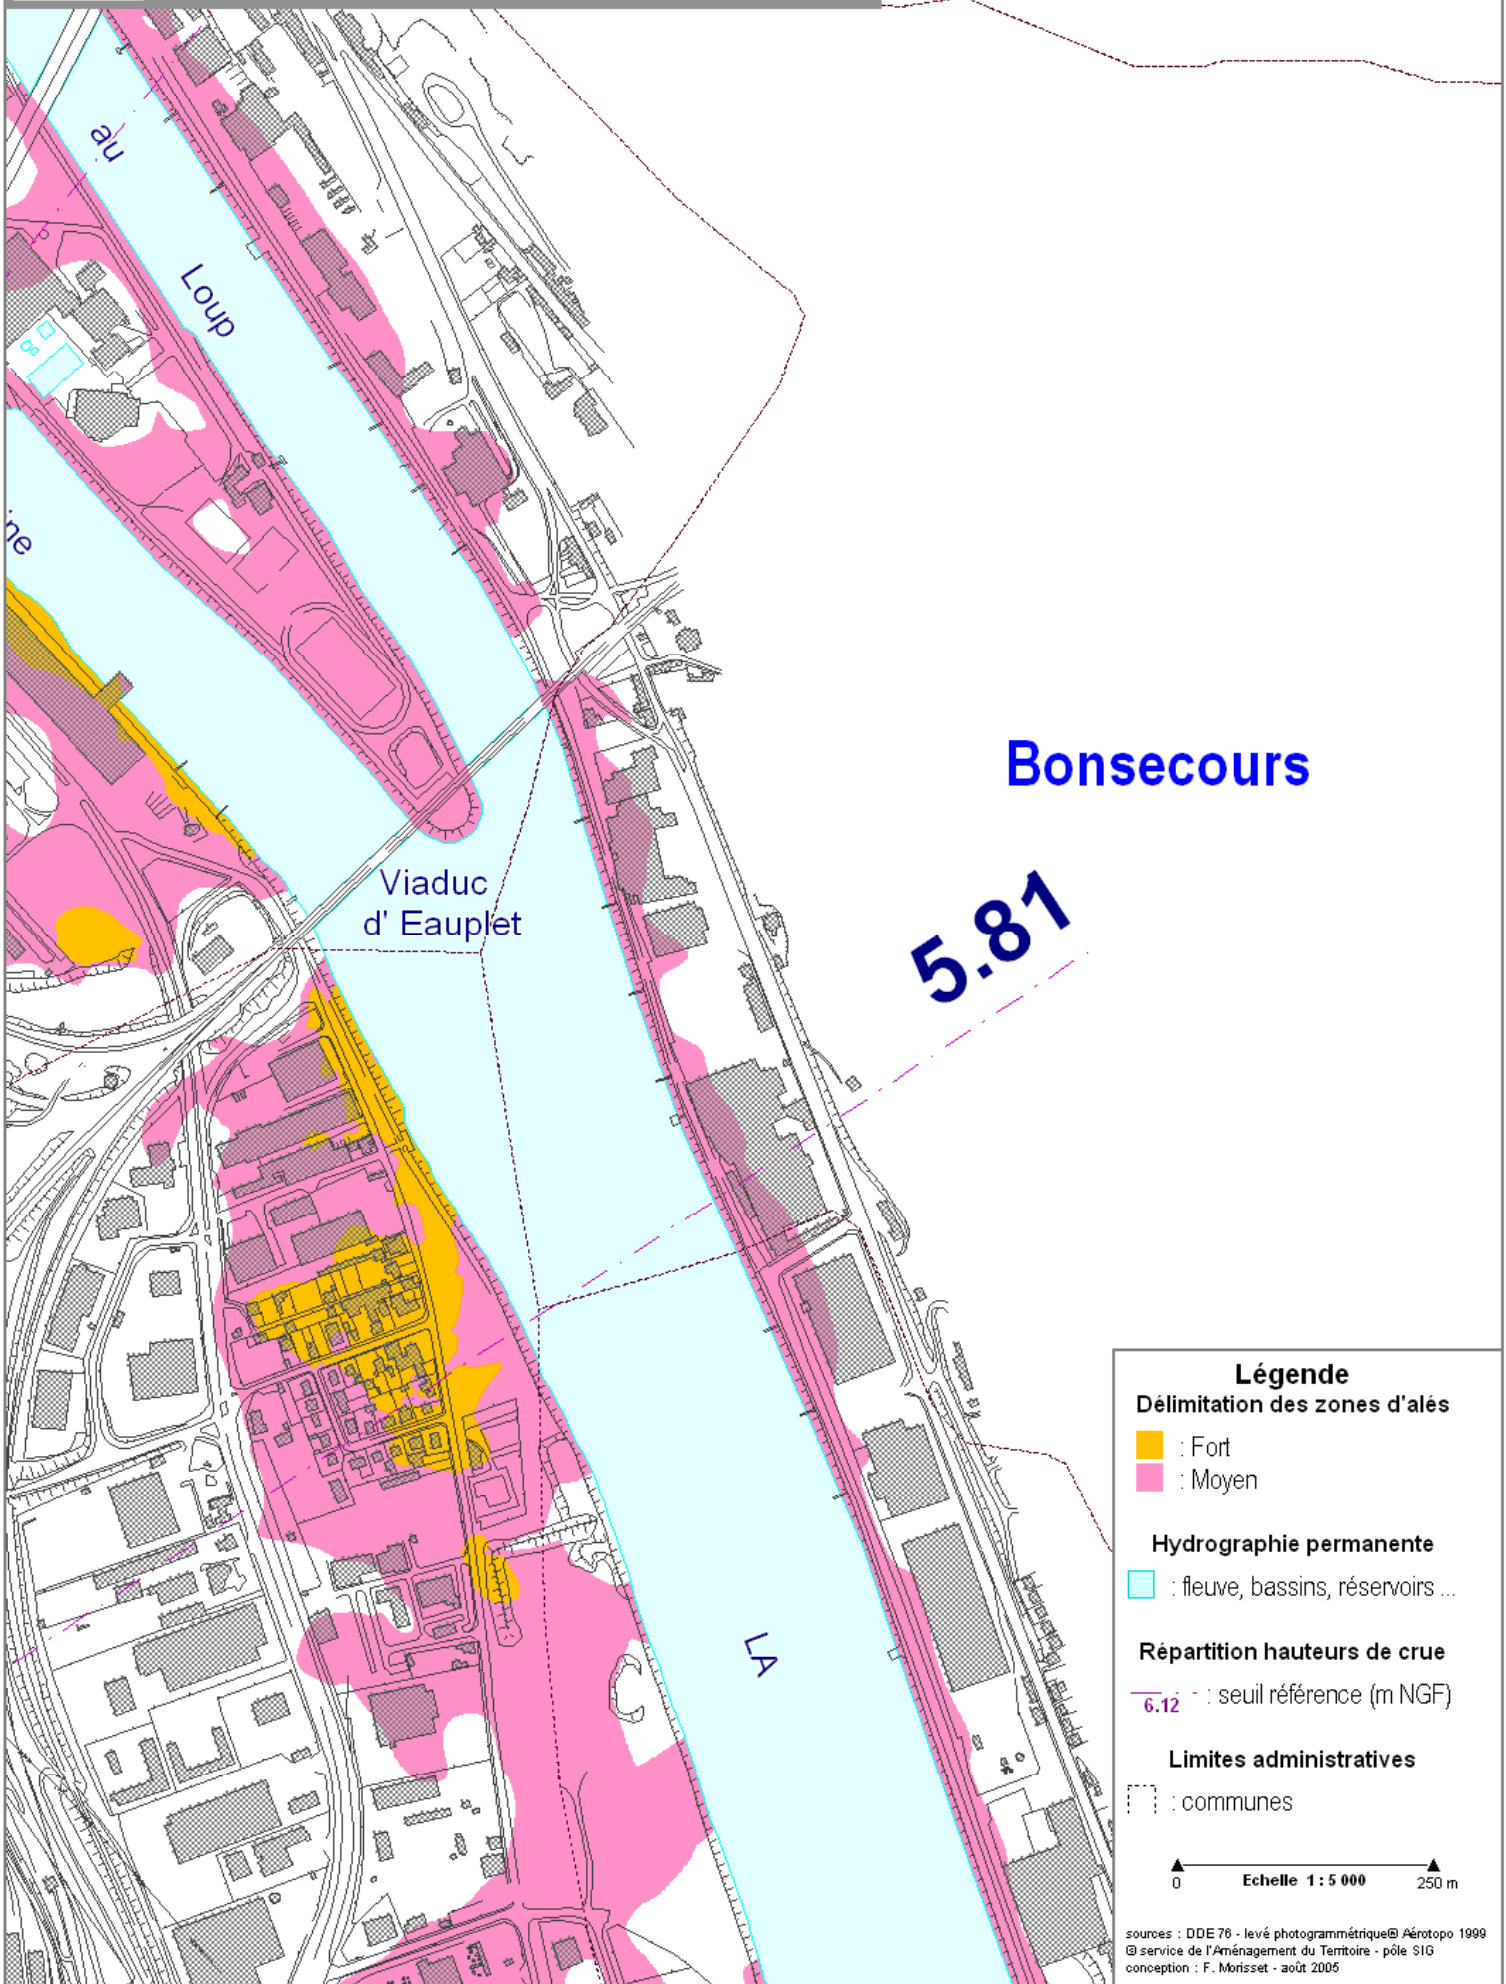 au
Loup
ine
Viaduc
d' Eauplet
Bonsecours
5.81
LA
Légende
Délimitation des zones d'alés
: Fort
: Moyen
Hydrographie permanente
: fleuve, bassins, réservoirs ...
Répartition hauteurs de crue
6.12 : seuil référence (m NGF)
Limites administratives
: communes
0 Echelle 1 : 5 000 250 m
sources : DDE 76 - levé photogrammétrique® Aérotopo 1999
© service de l'Aménagement du Territoire - pôle SIG
conception : F. Morisset - août 2005